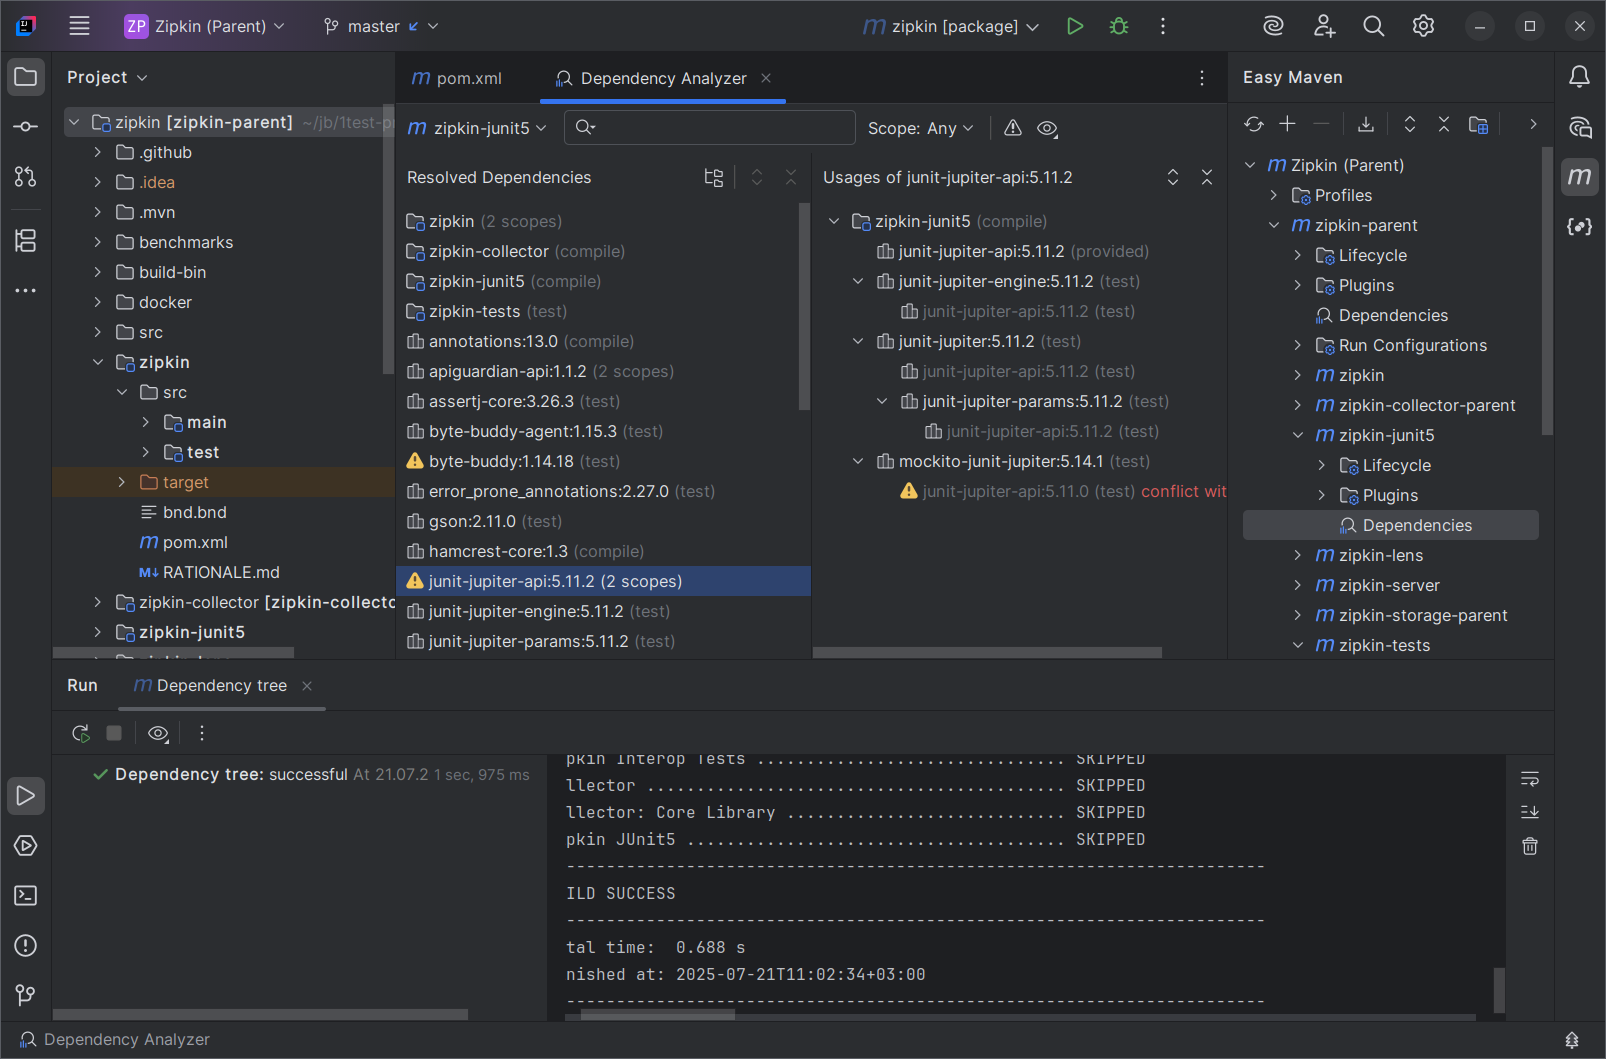 ZP Zipkin (Parent)
master
m zipkin [package]
Project
zipkin [zipkin-parent] ~/jb/1test-p
.github
.idea
.mvn
benchmarks
build-bin
docker
src
zipkin
src
main
test
target
bnd.bnd
m pom.xml
M↓ RATIONALE.md
zipkin-collector [zipkin-collecto
zipkin-junit5
m pom.xml
Dependency Analyzer
m zipkin-junit5
Scope: Any
Resolved Dependencies
zipkin (2 scopes)
zipkin-collector (compile)
zipkin-junit5 (compile)
zipkin-tests (test)
annotations:13.0 (compile)
apiguardian-api:1.1.2 (2 scopes)
assertj-core:3.26.3 (test)
byte-buddy-agent:1.15.3 (test)
byte-buddy:1.14.18 (test)
error_prone_annotations:2.27.0 (test)
gson:2.11.0 (test)
hamcrest-core:1.3 (compile)
junit-jupiter-api:5.11.2 (2 scopes)
junit-jupiter-engine:5.11.2 (test)
junit-jupiter-params:5.11.2 (test)
Usages of junit-jupiter-api:5.11.2
zipkin-junit5 (compile)
junit-jupiter-api:5.11.2 (provided)
junit-jupiter-engine:5.11.2 (test)
junit-jupiter-api:5.11.2 (test)
junit-jupiter:5.11.2 (test)
junit-jupiter-api:5.11.2 (test)
junit-jupiter-params:5.11.2 (test)
junit-jupiter-api:5.11.2 (test)
mockito-junit-jupiter:5.14.1 (test)
junit-jupiter-api:5.11.0 (test) conflict wit
Easy Maven
m Zipkin (Parent)
Profiles
m zipkin-parent
Lifecycle
Plugins
Dependencies
Run Configurations
m zipkin
m zipkin-collector-parent
m zipkin-junit5
Lifecycle
Plugins
Dependencies
m zipkin-lens
m zipkin-server
m zipkin-storage-parent
m zipkin-tests
Run
m Dependency tree
Dependency tree: successful At 21.07.2 1 sec, 975 ms
pkin Interop Tests ............................... SKIPPED
llector .......................................... SKIPPED
llector: Core Library ............................ SKIPPED
pkin JUnit5 ...................................... SKIPPED
----------------------------------------------------------------------
ILD SUCCESS
----------------------------------------------------------------------
tal time:  0.688 s
nished at: 2025-07-21T11:02:34+03:00
----------------------------------------------------------------------
Dependency Analyzer